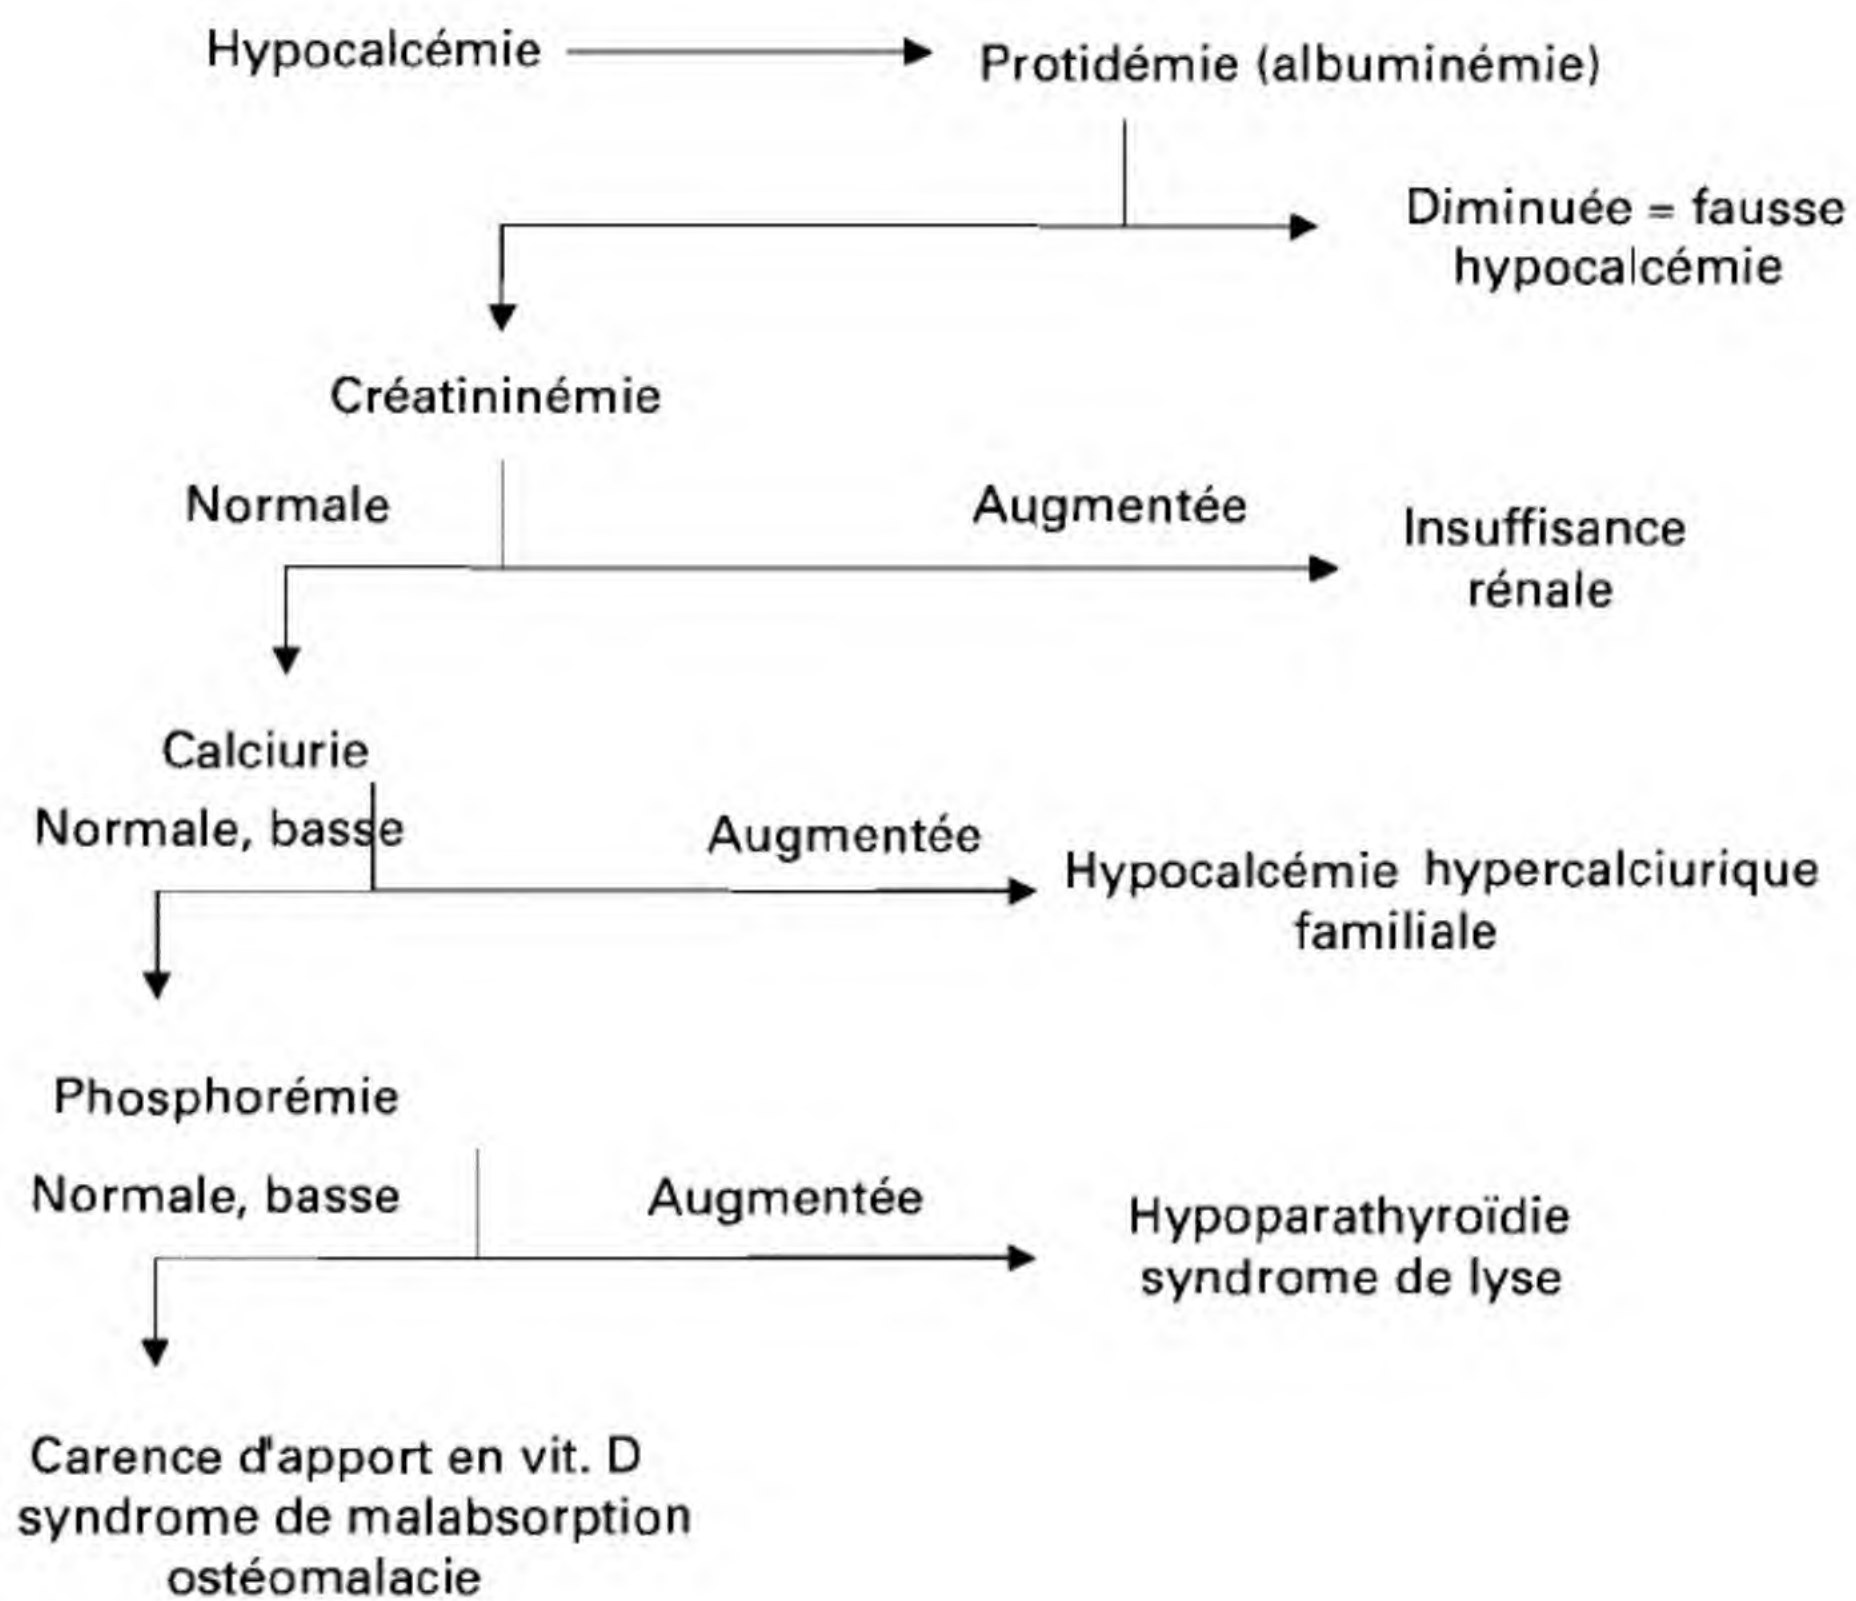 Hypocalcémie
Protidémie (albuminémie)
Diminuée = fausse
hypocalcémie
Créatininémie
Normale
Augmentée
Insuffisance
rénale
Calciurie
Normale, basse
Augmentée
Hypocalcémie hypercalciurique
familiale
Phosphorémie
Normale, basse
Augmentée
Hypoparathyroïdie
syndrome de lyse
Carence d'apport en vit. D
syndrome de malabsorption
ostéomalacie